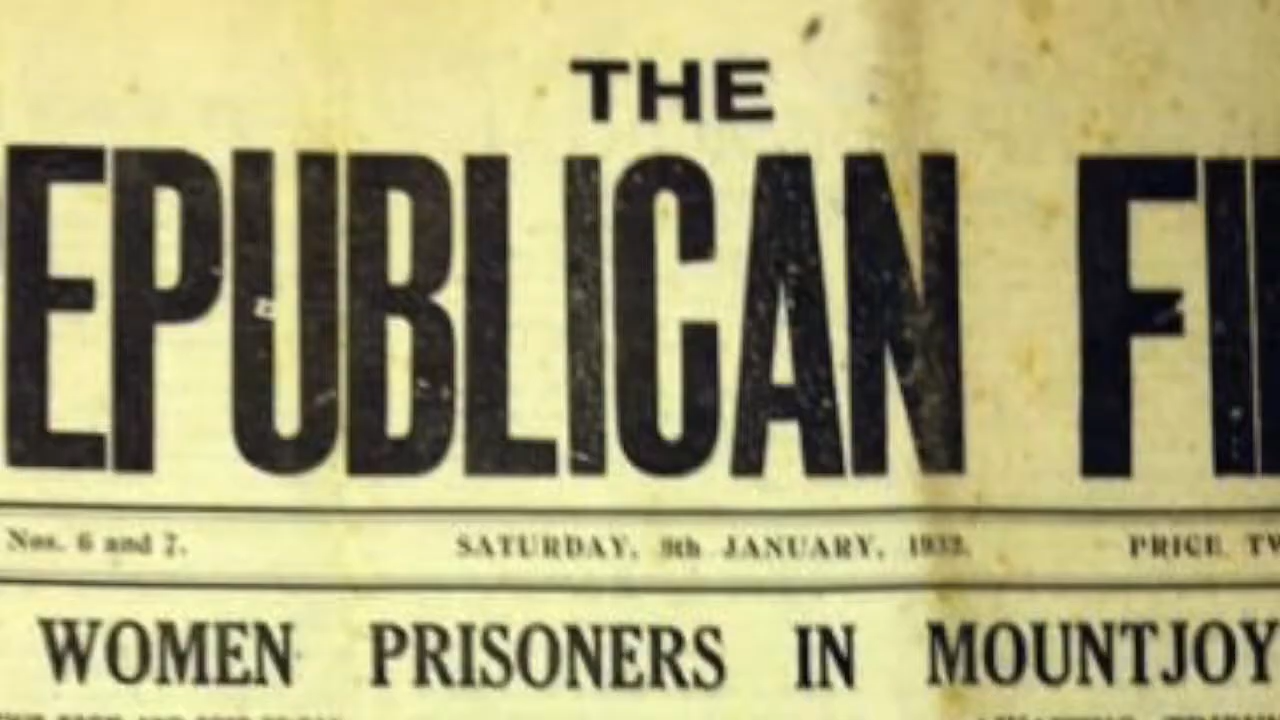 THE
EPUBLICAN FI
Nos. 6 and 7. SATURDAY, 9th JANUARY, 1932. PRICE TW
WOMEN PRISONERS IN MOUNTJOY